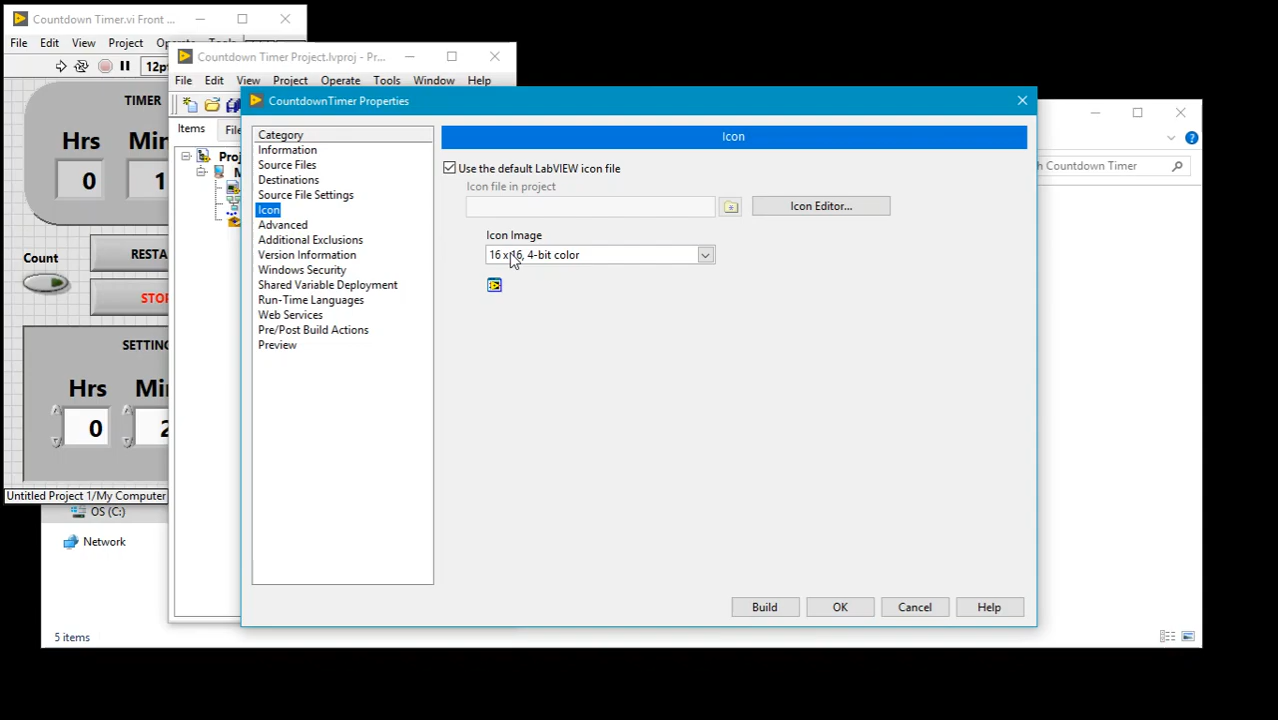 Countdown Timer.vi Front ...
File Edit View Project Operate Tools
12pt
TIMER
Hrs Min
0 1
Count
RESTA
STO
SETTING
Hrs Min
0 2
Untitled Project 1/My Computer
Countdown Timer Project.lvproj - Pr...
File Edit View Project Operate Tools Window Help
Items File
Proj
M
CountdownTimer Properties
Category
Information
Source Files
Destinations
Source File Settings
Icon
Advanced
Additional Exclusions
Version Information
Windows Security
Shared Variable Deployment
Run-Time Languages
Web Services
Pre/Post Build Actions
Preview
Icon
Use the default LabVIEW icon file
Icon file in project
Icon Editor...
Icon Image
16 x 16, 4-bit color
Build OK Cancel Help
h Countdown Timer
OS (C:)
Network
5 items